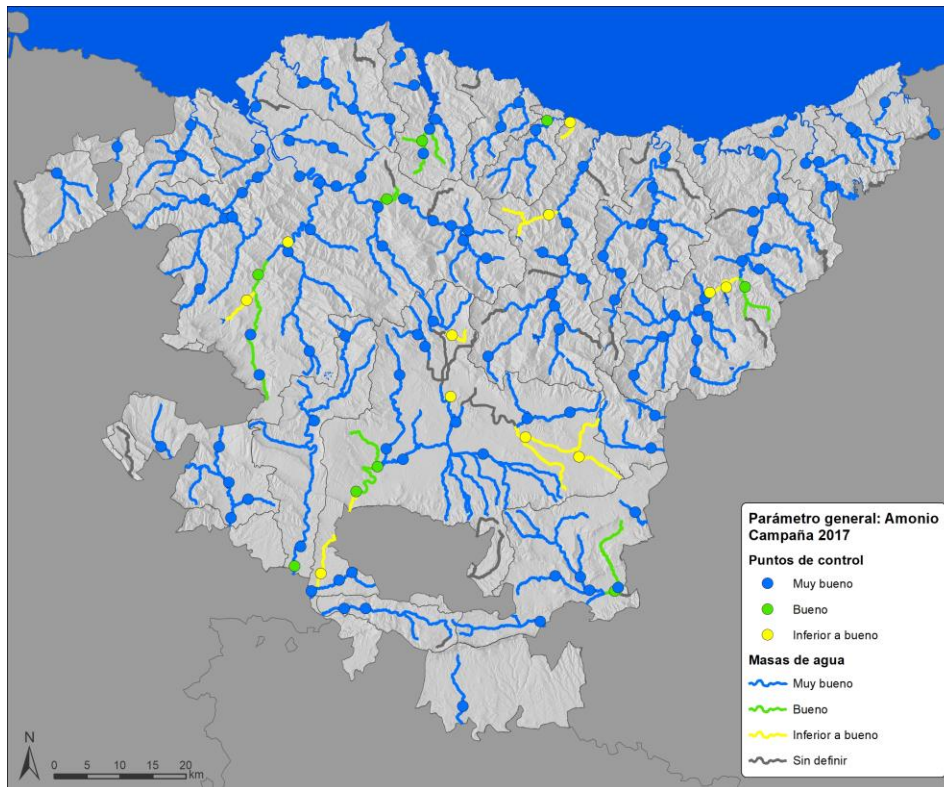 Parámetro general: Amonio
Campaña 2017
Puntos de control
Muy bueno
Bueno
Inferior a bueno
Masas de agua
Muy bueno
Bueno
Inferior a bueno
Sin definir
N
0 5 10 15 20
km